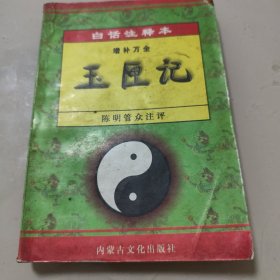 白话注释本
增补万全
玉匣记
陈明管众注评
内蒙古文化出版社